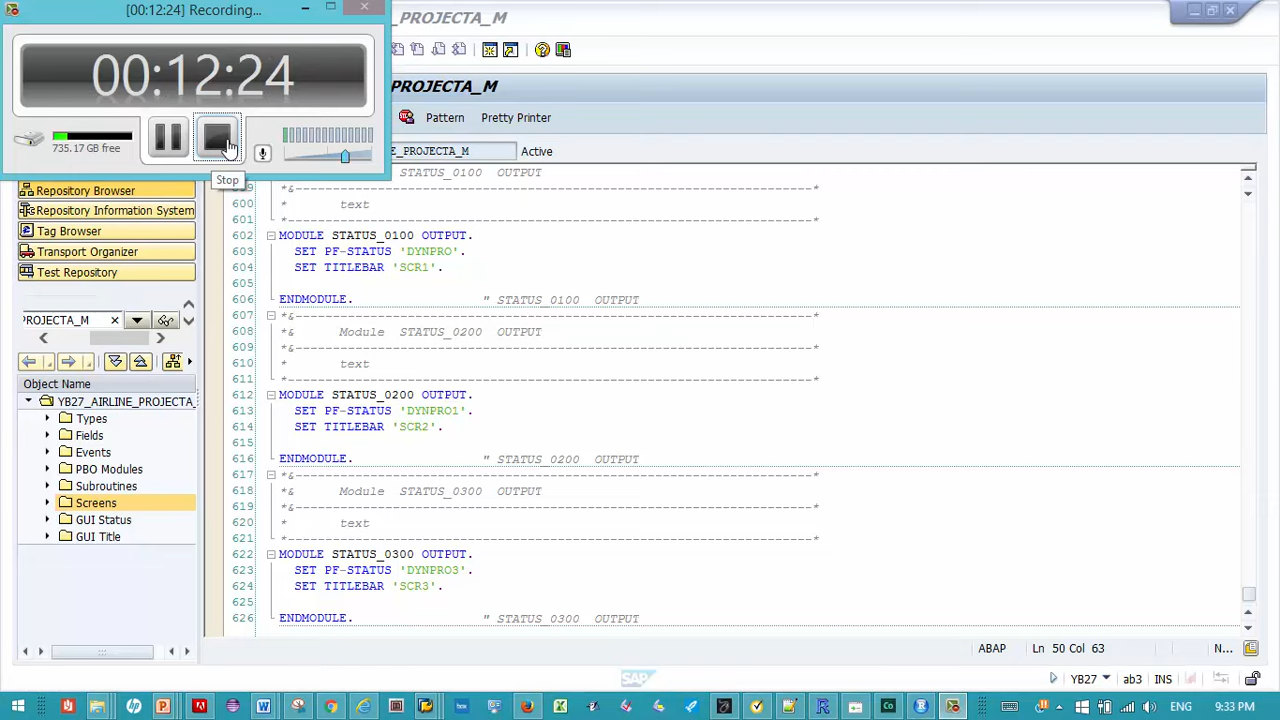 [00:12:24] Recording...
_PROJECTA_M
00:12:24
PROJECTA_M
Pattern
Pretty Printer
735.17 GB free
E_PROJECTA_M
Active
Stop
Repository Browser
Repository Information System
Tag Browser
Transport Organizer
Test Repository
PROJECTA_M
Object Name
YB27_AIRLINE_PROJECTA_
Types
Fields
Events
PBO Modules
Subroutines
Screens
GUI Status
GUI Title
STATUS_0100 OUTPUT
*&---------------------------------------------------------------------*
600 * text
601 *----------------------------------------------------------------------*
602 MODULE STATUS_0100 OUTPUT.
603 SET PF-STATUS 'DYNPRO'.
604 SET TITLEBAR 'SCR1'.
605
606 ENDMODULE. " STATUS_0100 OUTPUT
607 *&---------------------------------------------------------------------*
608 *& Module STATUS_0200 OUTPUT
609 *&---------------------------------------------------------------------*
610 * text
611 *----------------------------------------------------------------------*
612 MODULE STATUS_0200 OUTPUT.
613 SET PF-STATUS 'DYNPRO1'.
614 SET TITLEBAR 'SCR2'.
615
616 ENDMODULE. " STATUS_0200 OUTPUT
617 *&---------------------------------------------------------------------*
618 *& Module STATUS_0300 OUTPUT
619 *&---------------------------------------------------------------------*
620 * text
621 *----------------------------------------------------------------------*
622 MODULE STATUS_0300 OUTPUT.
623 SET PF-STATUS 'DYNPRO3'.
624 SET TITLEBAR 'SCR3'.
625
626 ENDMODULE. " STATUS_0300 OUTPUT
ABAP
Ln 50 Col 63
N...
SAP
YB27
ab3
INS
ENG
9:33 PM